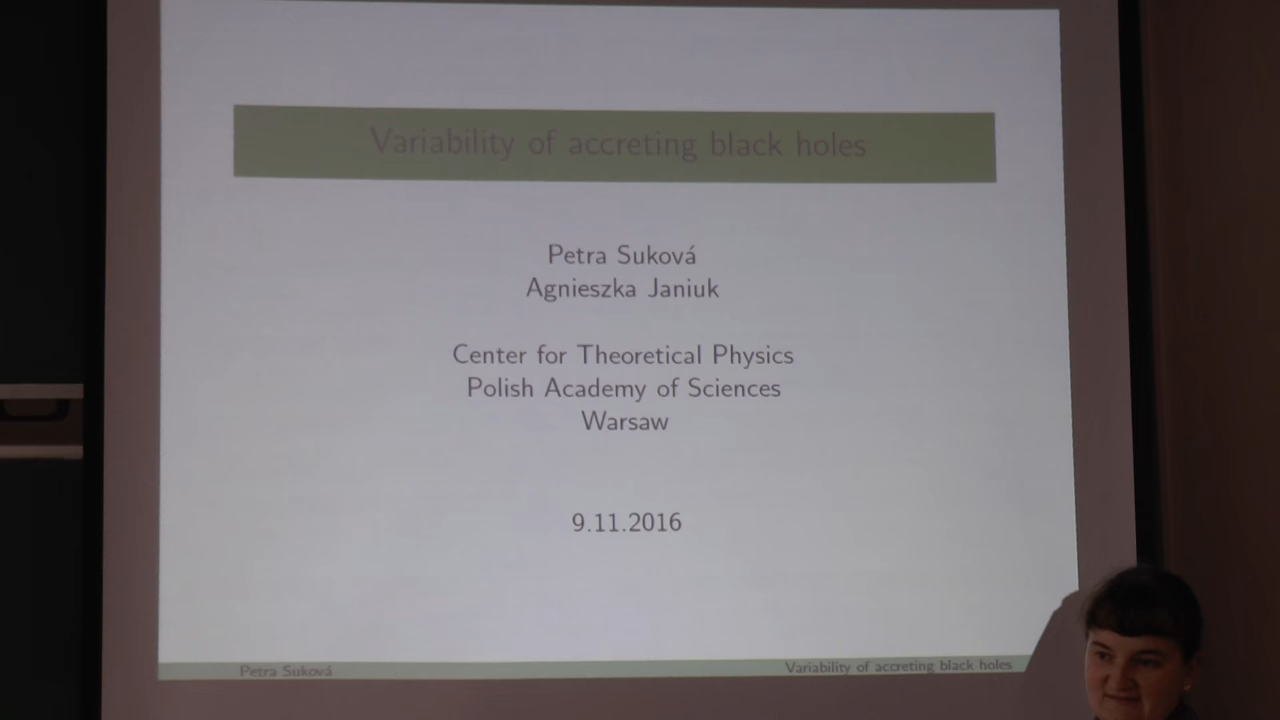 Variability of accreting black holes
Petra Suková
Agnieszka Janiuk
Center for Theoretical Physics
Polish Academy of Sciences
Warsaw
9.11.2016
Petra Suková
Variability of accreting black holes